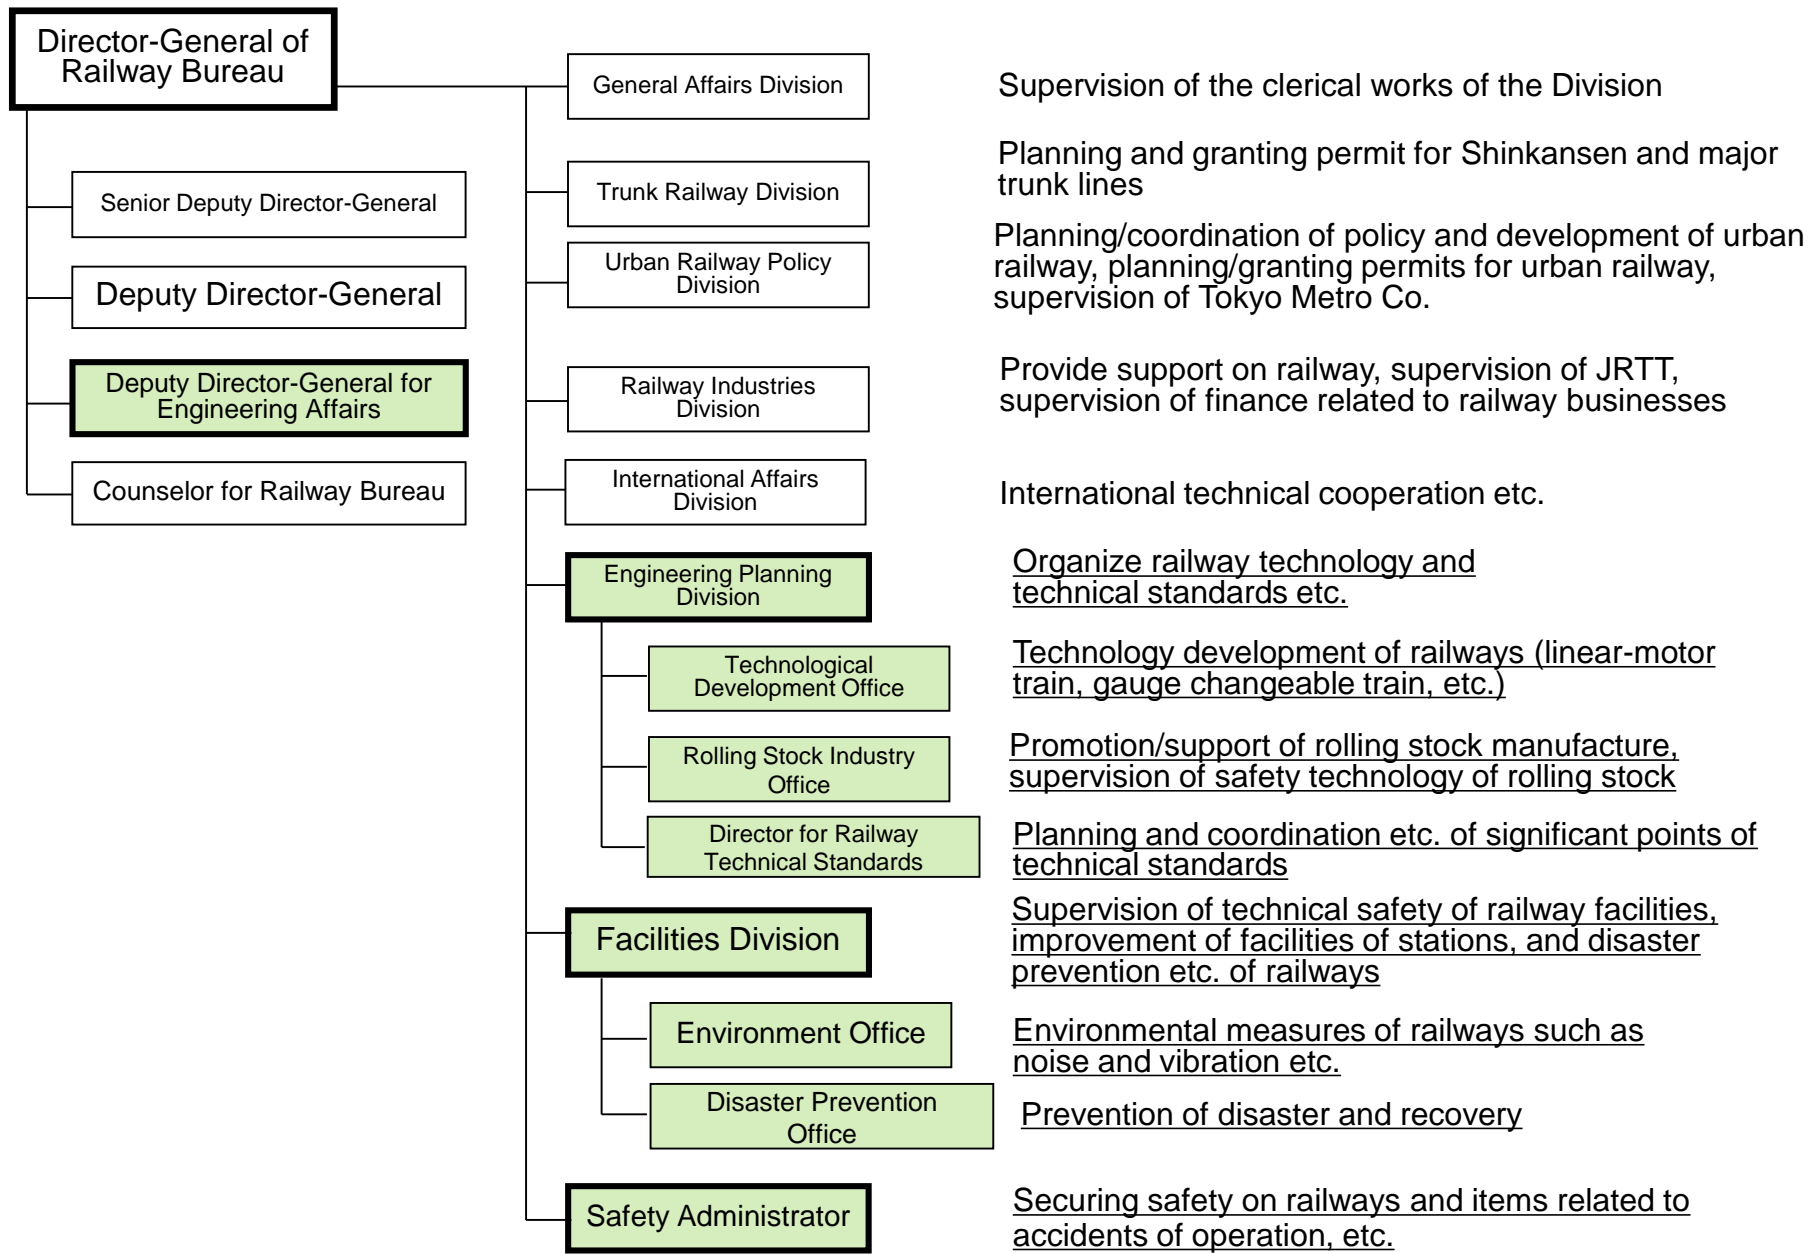 Director-General of
Railway Bureau
Senior Deputy Director-General
Deputy Director-General
Deputy Director-General for
Engineering Affairs
Counselor for Railway Bureau
General Affairs Division
Supervision of the clerical works of the Division
Trunk Railway Division
Planning and granting permit for Shinkansen and major
trunk lines
Urban Railway Policy
Division
Planning/coordination of policy and development of urban
railway, planning/granting permits for urban railway,
supervision of Tokyo Metro Co.
Railway Industries
Division
Provide support on railway, supervision of JRTT,
supervision of finance related to railway businesses
International Affairs
Division
International technical cooperation etc.
Engineering Planning
Division
Organize railway technology and
technical standards etc.
Technological
Development Office
Technology development of railways (linear-motor
train, gauge changeable train, etc.)
Rolling Stock Industry
Office
Promotion/support of rolling stock manufacture,
supervision of safety technology of rolling stock
Director for Railway
Technical Standards
Planning and coordination etc. of significant points of
technical standards
Facilities Division
Supervision of technical safety of railway facilities,
improvement of facilities of stations, and disaster
prevention etc. of railways
Environment Office
Environmental measures of railways such as
noise and vibration etc.
Disaster Prevention
Office
Prevention of disaster and recovery
Safety Administrator
Securing safety on railways and items related to
accidents of operation, etc.